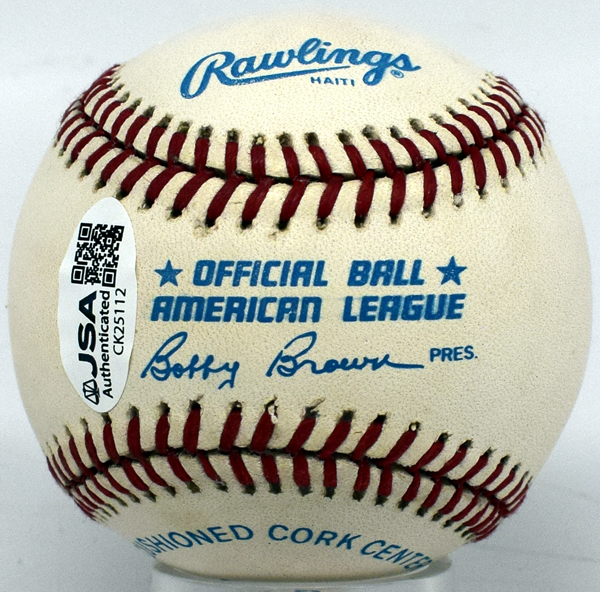 Rawlings®
HAITI
★ OFFICIAL BALL ★
AMERICAN LEAGUE
Bobby Brown PRES.
JSA
Authenticated
CK25112
SHIONED CORK CENTER